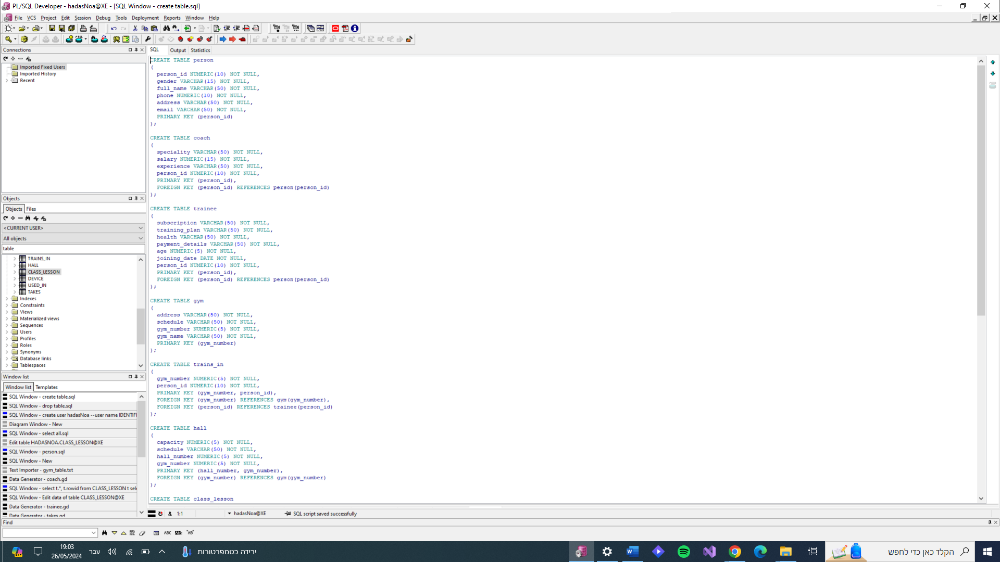 PL/SQL Developer - hadasNoa@XE - [SQL Window - create table.sql]
File VCS Project Edit Session Debug Tools Deployment Reports Window Help
Connections
Imported Fixed Users
Imported History
Recent
Objects
Objects Files
<CURRENT USER>
All objects
table
TRAINS_IN
HALL
CLASS_LESSON
DEVICE
USED_IN
TAKES
Indexes
Constraints
Views
Materialized views
Sequences
Users
Profiles
Roles
Synonyms
Database links
Tablespaces
Window list
Window list Templates
SQL Window - create table.sql
SQL Window - drop table.sql
SQL Window - create user hadasNoa --user name IDENTIFI
Diagram Window - New
SQL Window - select all.sql
Edit table HADASNOA.CLASS_LESSON@XE
SQL Window - person.sql
SQL Window - New
Text Importer - gym_table.txt
Data Generator - coach.gd
SQL Window - select t.*, t.rowid from CLASS_LESSON t sele
SQL Window - Edit data of table CLASS_LESSON@XE
Data Generator - trainee.gd
Data Generator - takes.gd
SQL Output Statistics
CREATE TABLE person
(
person_id NUMERIC(10) NOT NULL,
gender VARCHAR(15) NOT NULL,
full_name VARCHAR(50) NOT NULL,
phone NUMERIC(10) NOT NULL,
address VARCHAR(50) NOT NULL,
email VARCHAR(50) NOT NULL,
PRIMARY KEY (person_id)
);
CREATE TABLE coach
(
speciality VARCHAR(50) NOT NULL,
salary NUMERIC(15) NOT NULL,
experience VARCHAR(50) NOT NULL,
person_id NUMERIC(10) NOT NULL,
PRIMARY KEY (person_id),
FOREIGN KEY (person_id) REFERENCES person(person_id)
);
CREATE TABLE trainee
(
subscription VARCHAR(50) NOT NULL,
training_plan VARCHAR(50) NOT NULL,
health VARCHAR(50) NOT NULL,
payment_details VARCHAR(50) NOT NULL,
age NUMERIC(5) NOT NULL,
joining_date DATE NOT NULL,
person_id NUMERIC(10) NOT NULL,
PRIMARY KEY (person_id),
FOREIGN KEY (person_id) REFERENCES person(person_id)
);
CREATE TABLE gym
(
address VARCHAR(50) NOT NULL,
schedule VARCHAR(50) NOT NULL,
gym_number NUMERIC(5) NOT NULL,
gym_name VARCHAR(50) NOT NULL,
PRIMARY KEY (gym_number)
);
CREATE TABLE trains_in
(
gym_number NUMERIC(5) NOT NULL,
person_id NUMERIC(10) NOT NULL,
PRIMARY KEY (gym_number, person_id),
FOREIGN KEY (gym_number) REFERENCES gym(gym_number),
FOREIGN KEY (person_id) REFERENCES trainee(person_id)
);
CREATE TABLE hall
(
capacity NUMERIC(5) NOT NULL,
schedule VARCHAR(50) NOT NULL,
hall_number NUMERIC(5) NOT NULL,
gym_number NUMERIC(5) NOT NULL,
PRIMARY KEY (hall_number, gym_number),
FOREIGN KEY (gym_number) REFERENCES gym(gym_number)
);
CREATE TABLE class_lesson
& 1:1 hadasNoa@XE SQL script saved successfully
Find
ABC "AB"
19:03
26/05/2024
עבר
ירידה בטמפרטורות
הקלד כאן כדי לחפש